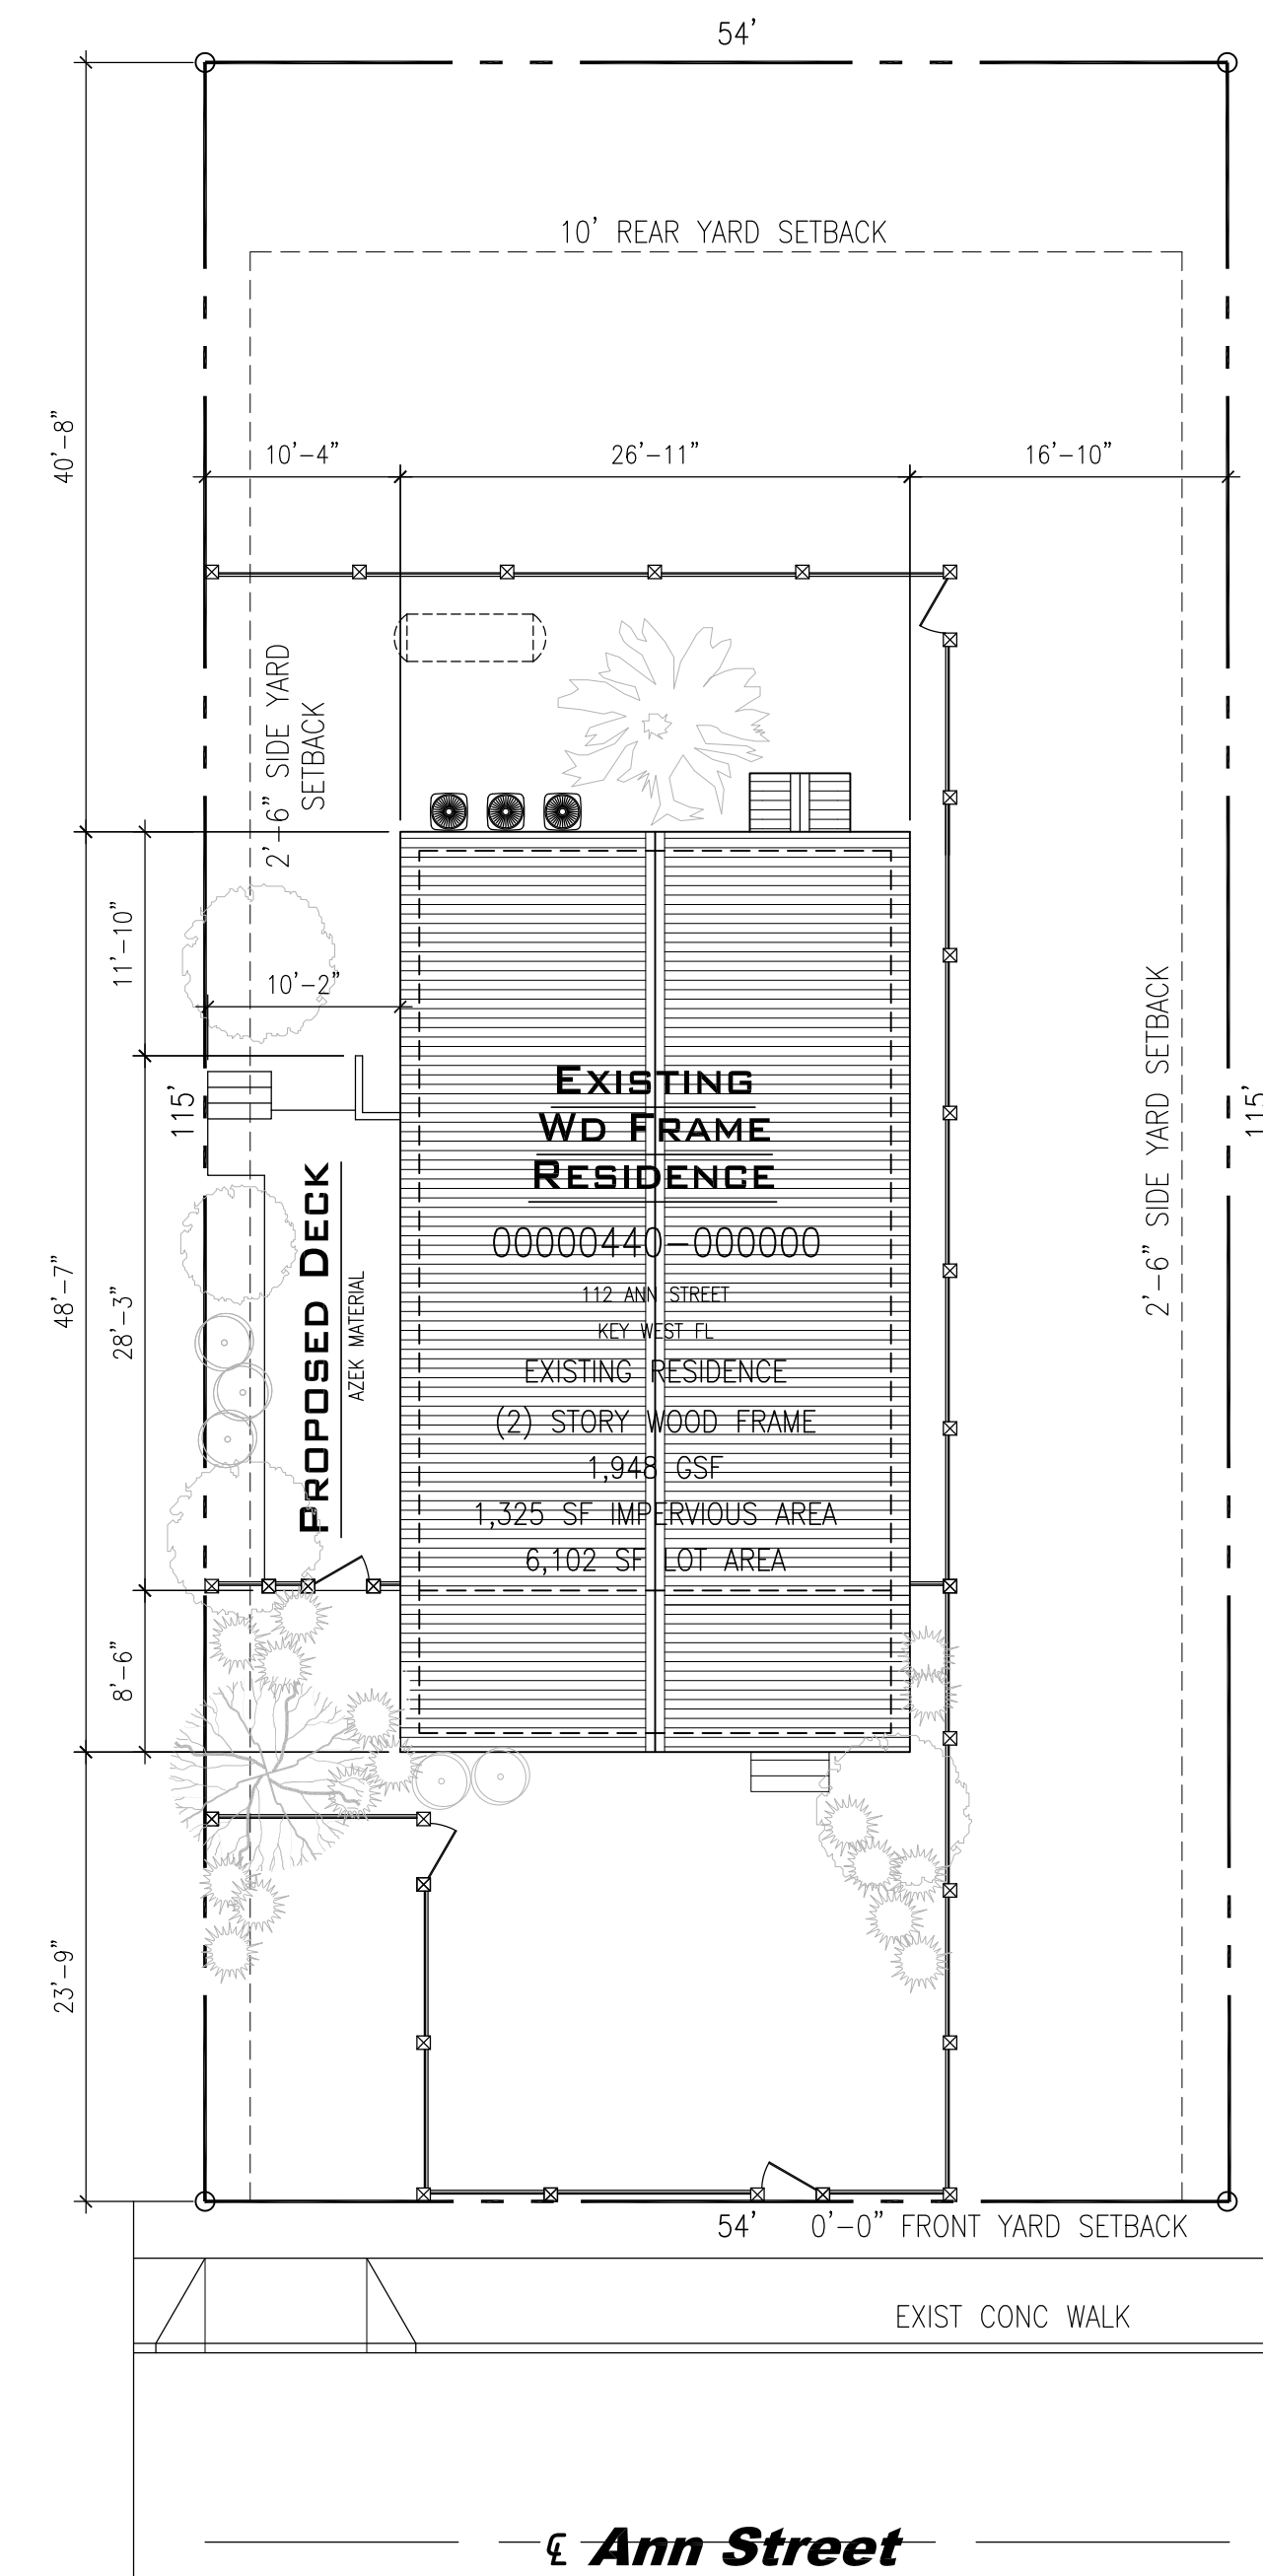 54'
10' REAR YARD SETBACK
40'-8"
10'-4"
26'-11"
16'-10"
2'-6" SIDE YARD
SETBACK
11'-10"
10'-2"
2'-6" SIDE YARD SETBACK
115'
115'
EXISTING
WD FRAME
RESIDENCE
00000440-000000
112 ANN STREET
KEY WEST FL
EXISTING RESIDENCE
(2) STORY WOOD FRAME
1,948 GSF
1,325 SF IMPERVIOUS AREA
6,102 SF LOT AREA
PROPOSED DECK
AZEK MATERIAL
48'-7"
28'-3"
8'-6"
23'-9"
54' 0'-0" FRONT YARD SETBACK
EXIST CONC WALK
℄ Ann Street